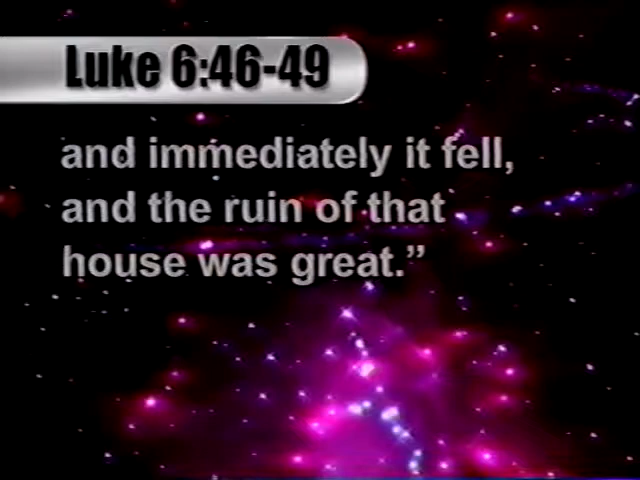 Luke 6:46-49
and immediately it fell,
and the ruin of that
house was great.”